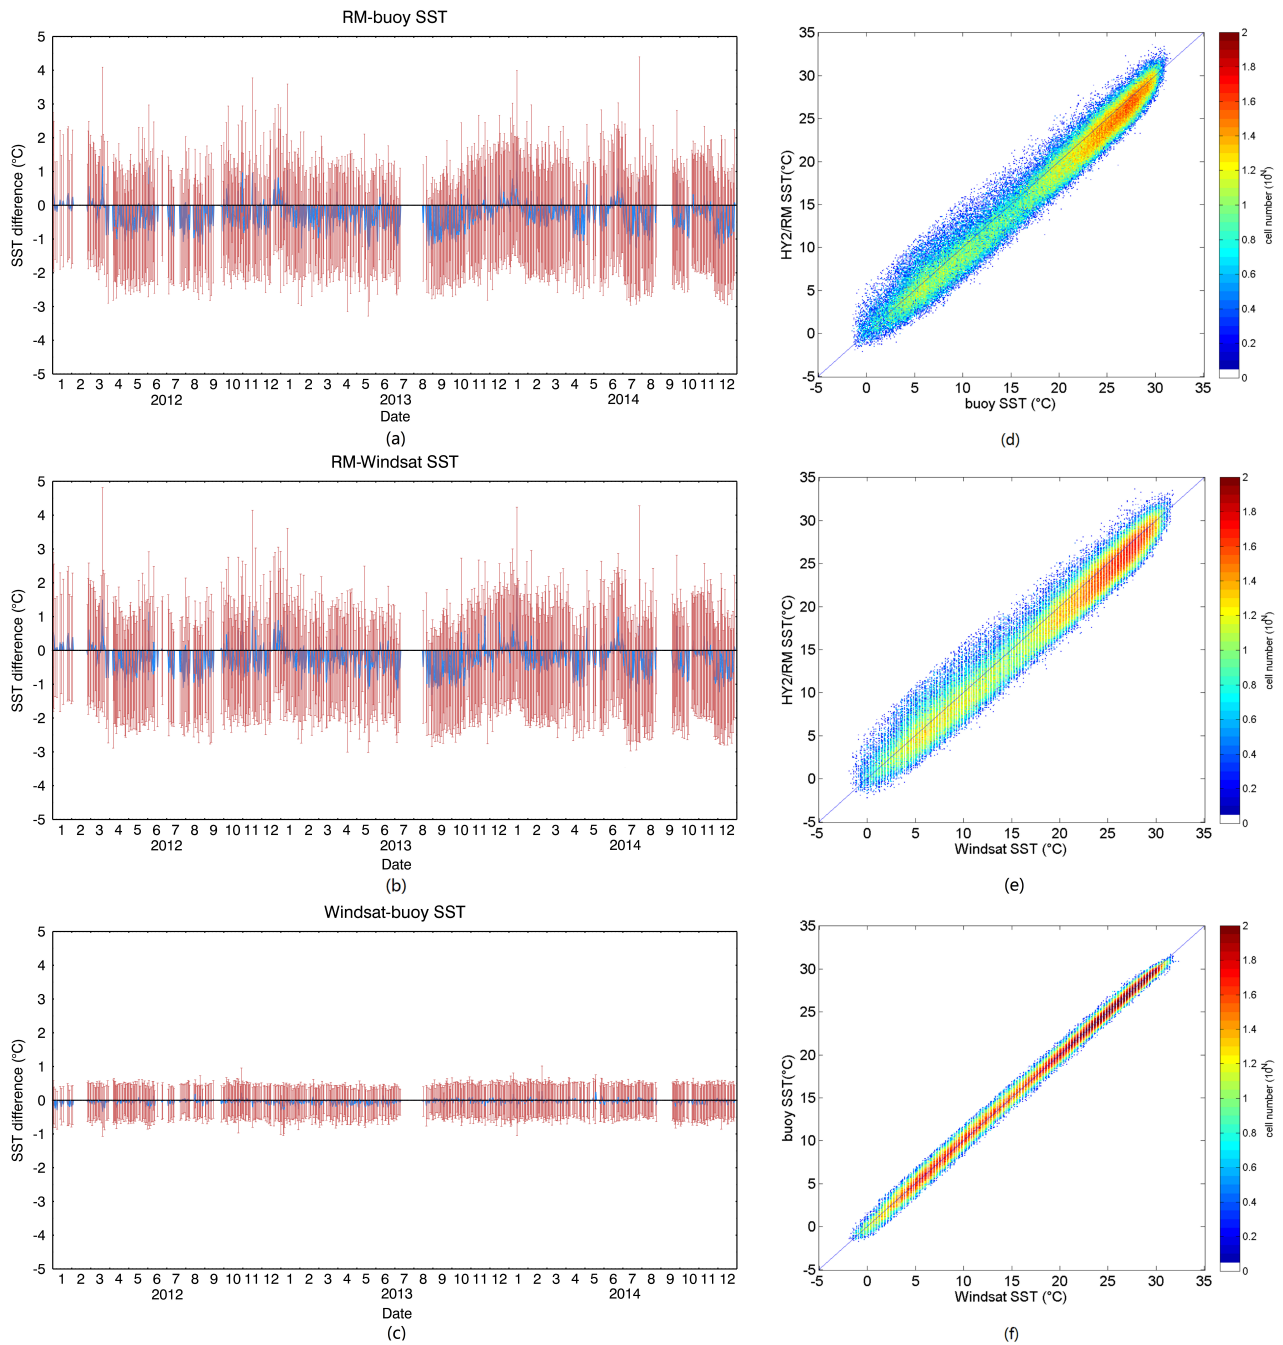 RM-buoy SST
5
4
3
2
1
0
-1
-2
-3
-4
-5
SST difference (°C)
1 2 3 4 5 6 7 8 9 10 11 12 1 2 3 4 5 6 7 8 9 10 11 12 1 2 3 4 5 6 7 8 9 10 11 12
2012 2013 2014
Date
(a)
35
30
25
20
15
10
5
0
-5
HY2/RM SST(°C)
-5 0 5 10 15 20 25 30 35
buoy SST (°C)
2
1.8
1.6
1.4
1.2
1
0.8
0.6
0.4
0.2
0
cell number (10^N)
(d)
RM-Windsat SST
5
4
3
2
1
0
-1
-2
-3
-4
-5
SST difference (°C)
1 2 3 4 5 6 7 8 9 10 11 12 1 2 3 4 5 6 7 8 9 10 11 12 1 2 3 4 5 6 7 8 9 10 11 12
2012 2013 2014
Date
(b)
35
30
25
20
15
10
5
0
-5
HY2/RM SST(°C)
-5 0 5 10 15 20 25 30 35
Windsat SST (°C)
2
1.8
1.6
1.4
1.2
1
0.8
0.6
0.4
0.2
0
cell number (10^N)
(e)
Windsat-buoy SST
5
4
3
2
1
0
-1
-2
-3
-4
-5
SST difference (°C)
1 2 3 4 5 6 7 8 9 10 11 12 1 2 3 4 5 6 7 8 9 10 11 12 1 2 3 4 5 6 7 8 9 10 11 12
2012 2013 2014
Date
(c)
35
30
25
20
15
10
5
0
-5
buoy SST(°C)
-5 0 5 10 15 20 25 30 35
Windsat SST (°C)
2
1.8
1.6
1.4
1.2
1
0.8
0.6
0.4
0.2
0
cell number (10^N)
(f)